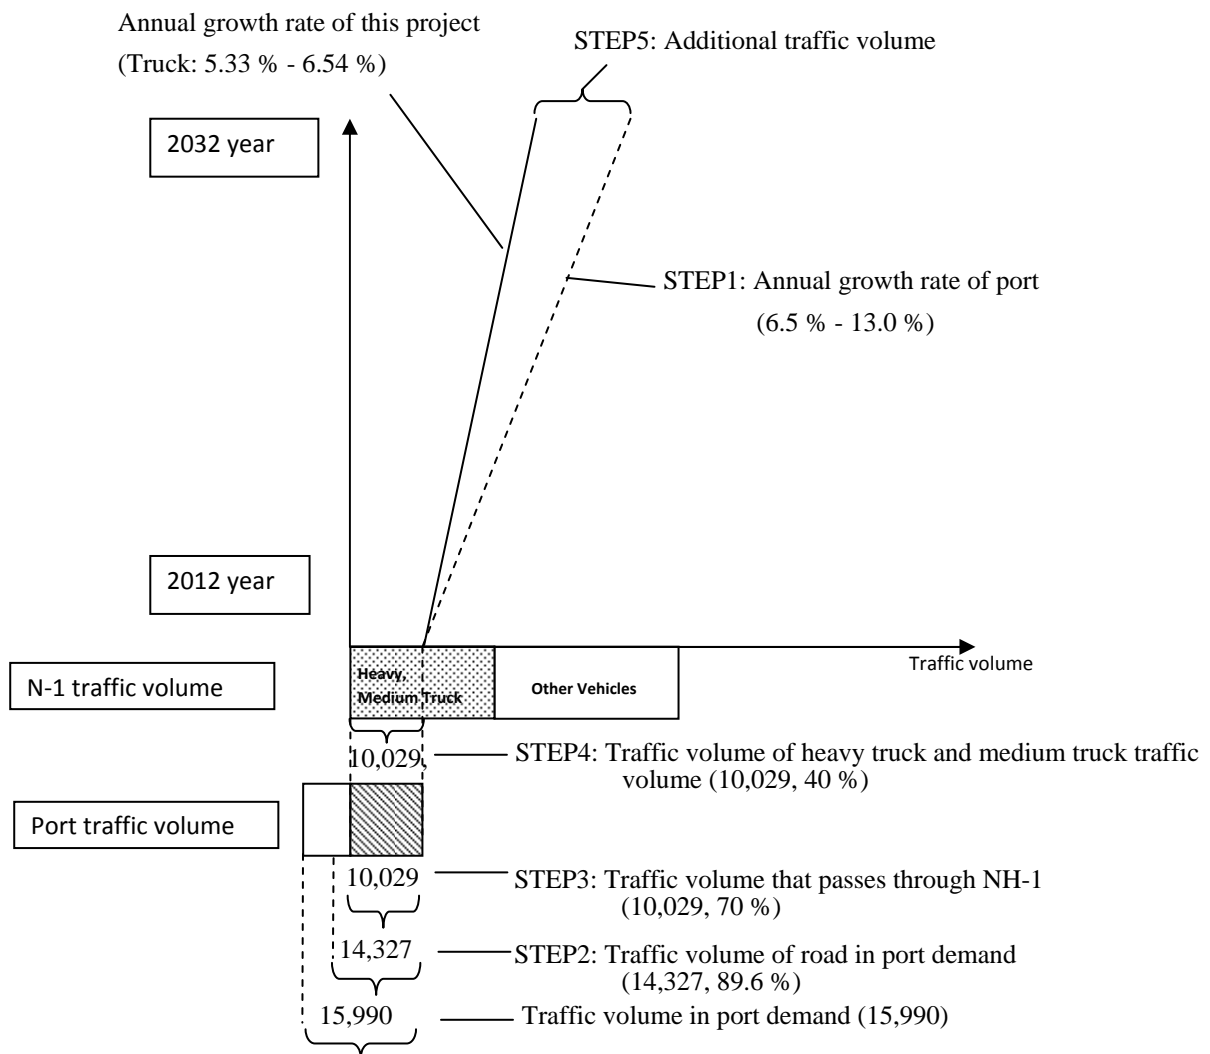 Annual growth rate of this project
(Truck: 5.33 % - 6.54 %)
STEP5: Additional traffic volume
2032 year
STEP1: Annual growth rate of port
(6.5 % - 13.0 %)
2012 year
Traffic volume
N-1 traffic volume
Heavy,
Medium Truck
Other Vehicles
10,029
STEP4: Traffic volume of heavy truck and medium truck traffic
volume (10,029, 40 %)
Port traffic volume
10,029
STEP3: Traffic volume that passes through NH-1
(10,029, 70 %)
14,327
STEP2: Traffic volume of road in port demand
(14,327, 89.6 %)
15,990
Traffic volume in port demand (15,990)